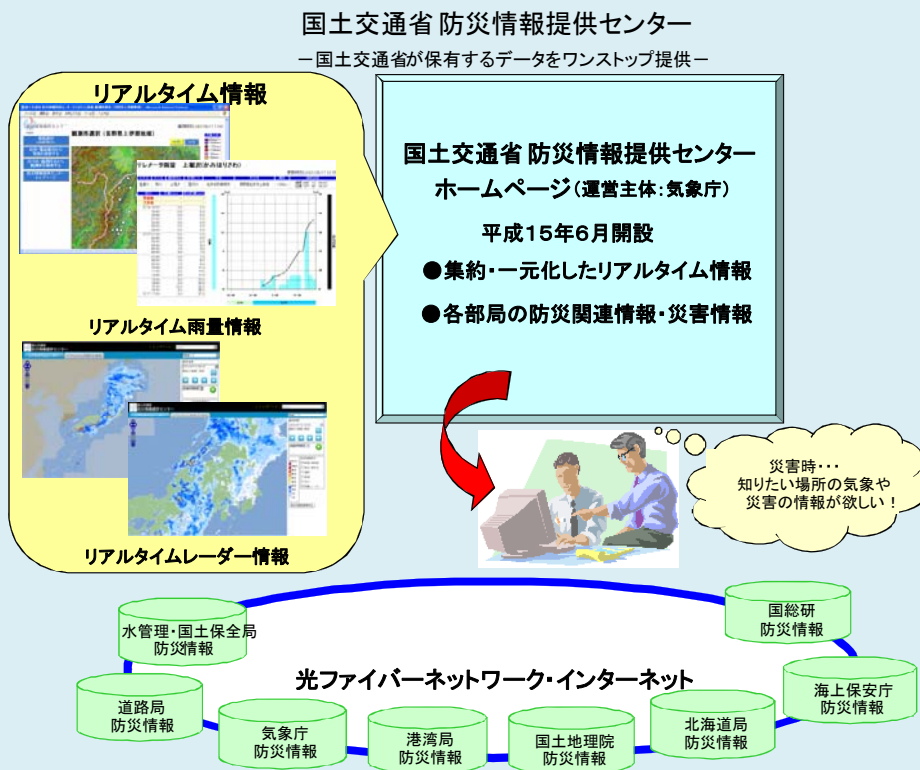 国土交通省 防災情報提供センター
－国土交通省が保有するデータをワンストップ提供－
リアルタイム情報
リアルタイム雨量情報
リアルタイムレーダー情報
国土交通省 防災情報提供センター
ホームページ(運営主体:気象庁)
平成15年6月開設
●集約・一元化したリアルタイム情報
●各部局の防災関連情報・災害情報
災害時・・・
知りたい場所の気象や
災害の情報が欲しい！
水管理・国土保全局
防災情報
国総研
防災情報
光ファイバーネットワーク・インターネット
道路局
防災情報
気象庁
防災情報
港湾局
防災情報
国土地理院
防災情報
北海道局
防災情報
海上保安庁
防災情報